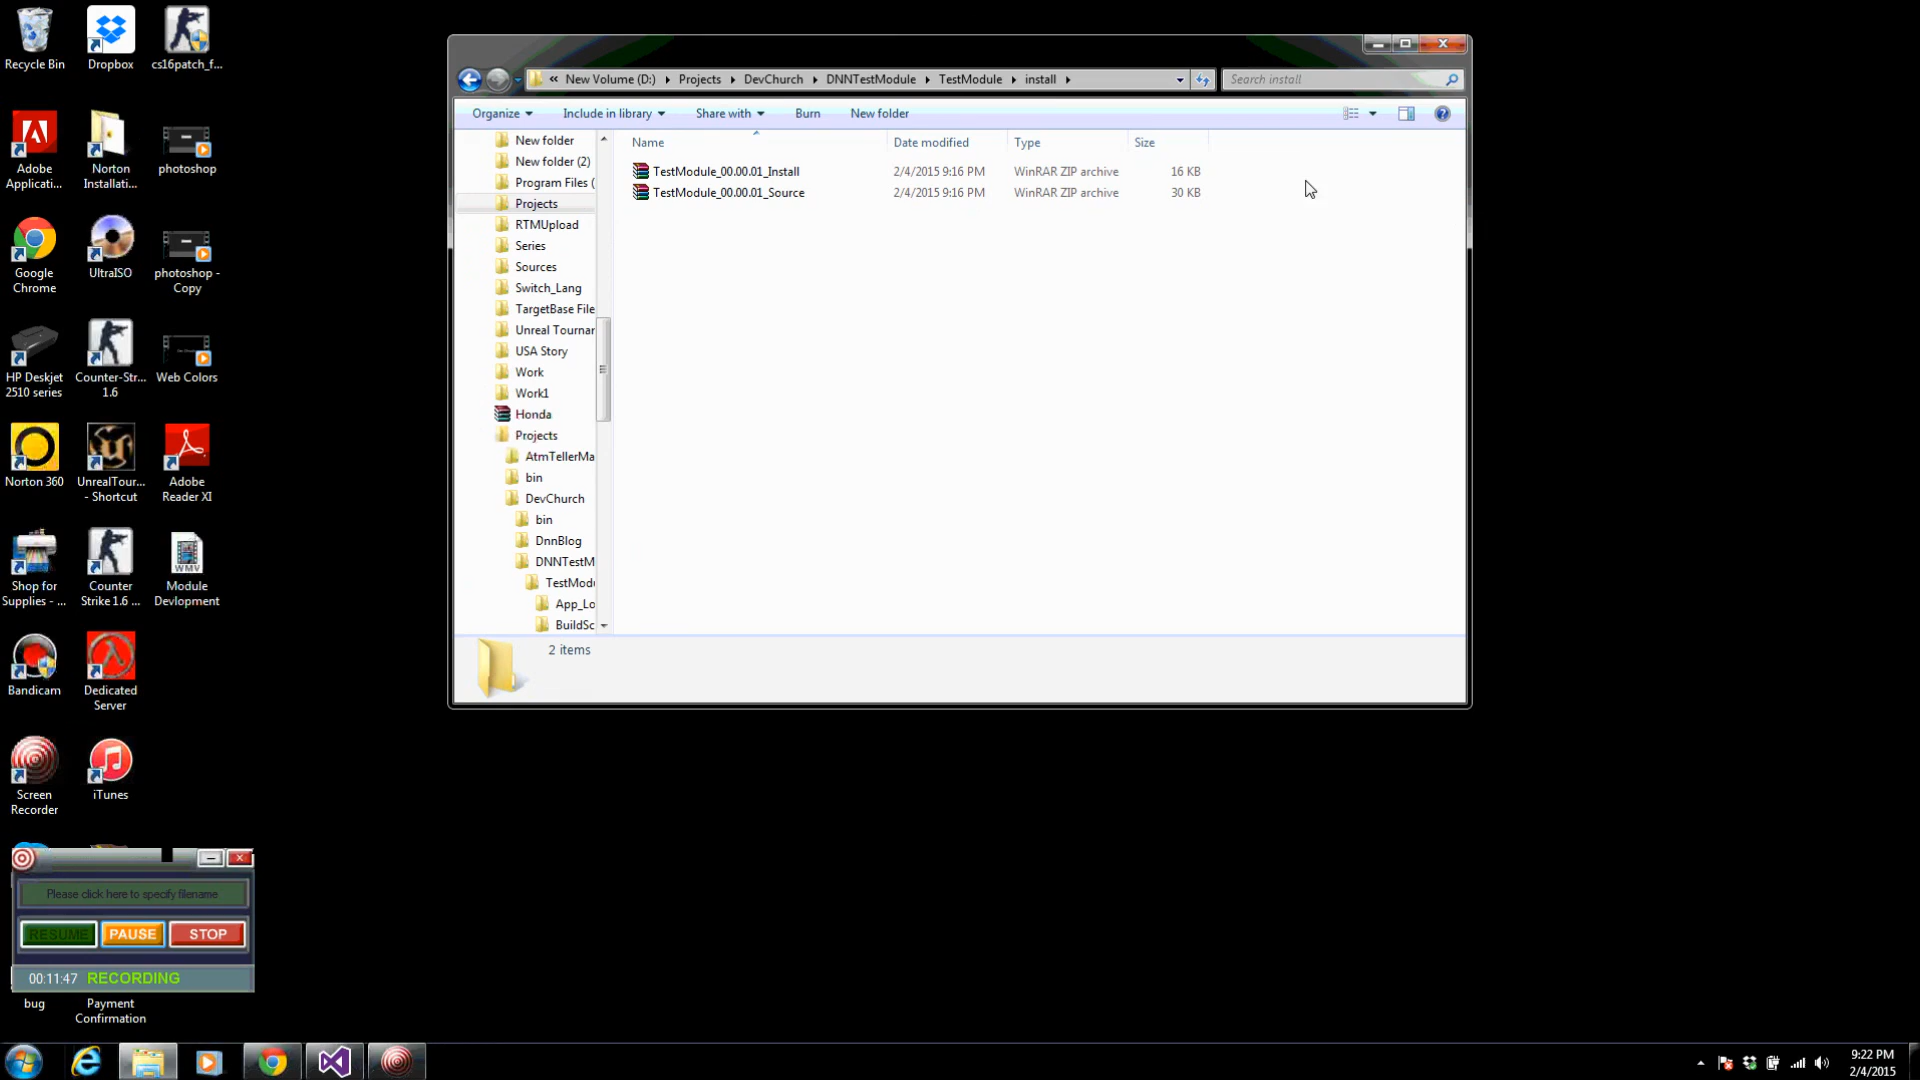 Recycle Bin
Dropbox
cs16patch_f...
Adobe
Applicati...
Norton
Installati...
photoshop
Google
Chrome
UltraISO
photoshop -
Copy
HP Deskjet
2510 series
Counter-Str...
1.6
Web Colors
Norton 360
UnrealTour...
- Shortcut
Adobe
Reader XI
Shop for
Supplies - ...
Counter
Strike 1.6 ...
Module
Devlopment
WMV
Bandicam
Dedicated
Server
Screen
Recorder
iTunes
Please click here to specify filename
RESUME PAUSE STOP
00:11:47 RECORDING
bug
Payment
Confirmation
« New Volume (D:) Projects DevChurch DNNTestModule TestModule install
Search install
Organize Include in library Share with Burn New folder
New folder
New folder (2)
Program Files (
Projects
RTMUpload
Series
Sources
Switch_Lang
TargetBase File
Unreal Tournar
USA Story
Work
Work1
Honda
Projects
AtmTellerMa
bin
DevChurch
bin
DnnBlog
DNNTestM
TestModu
App_Lo
BuildSc
Name Date modified Type Size
TestModule_00.00.01_Install 2/4/2015 9:16 PM WinRAR ZIP archive 16 KB
TestModule_00.00.01_Source 2/4/2015 9:16 PM WinRAR ZIP archive 30 KB
2 items
9:22 PM
2/4/2015